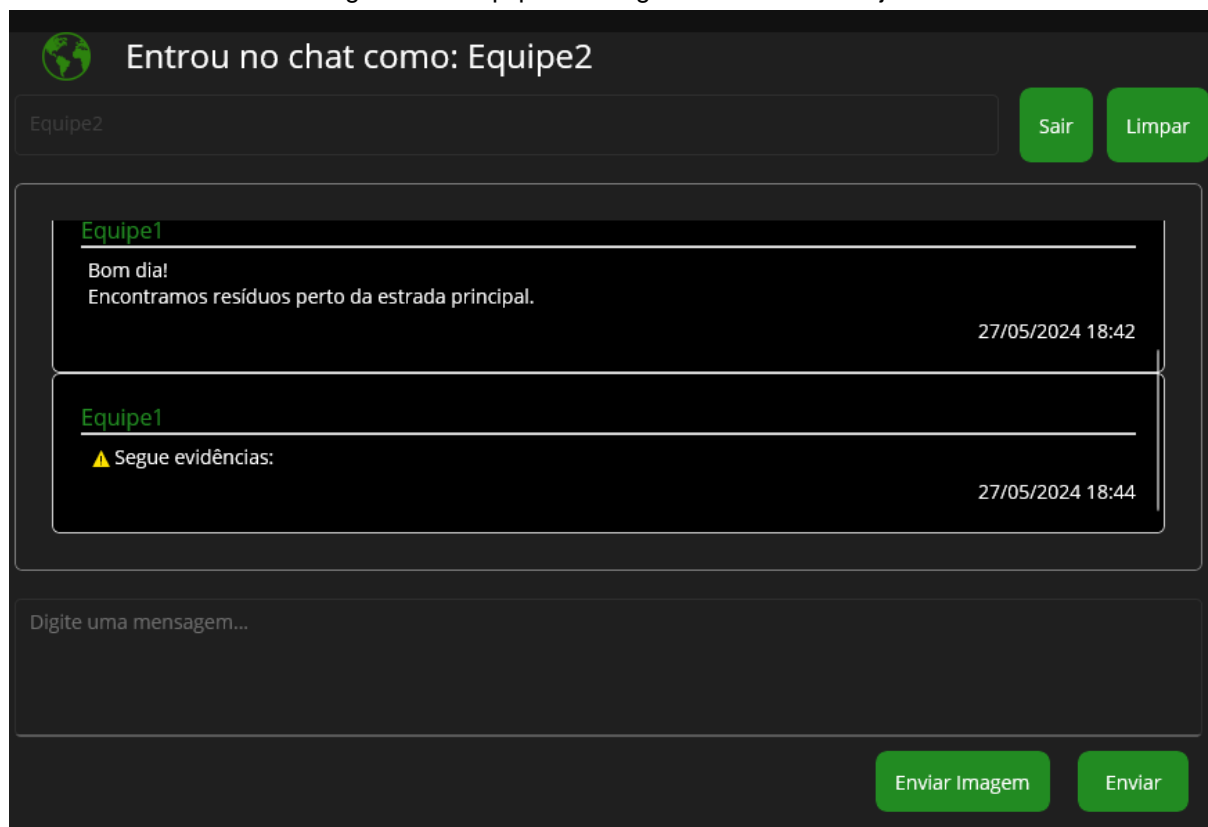 Entrou no chat como: Equipe2
Equipe2
Sair
Limpar
Equipe1
Bom dia!
Encontramos resíduos perto da estrada principal.
27/05/2024 18:42
Equipe1
⚠ Segue evidências:
27/05/2024 18:44
Digite uma mensagem...
Enviar Imagem
Enviar